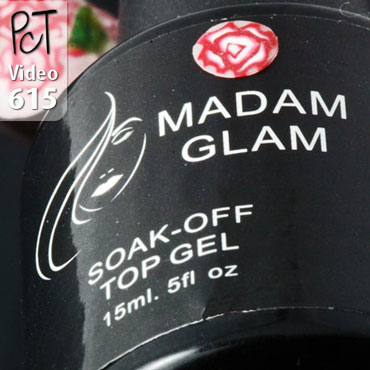 PcT
Video
615
MADAM
GLAM
SOAK-OFF
TOP GEL
15ml. 5fl oz